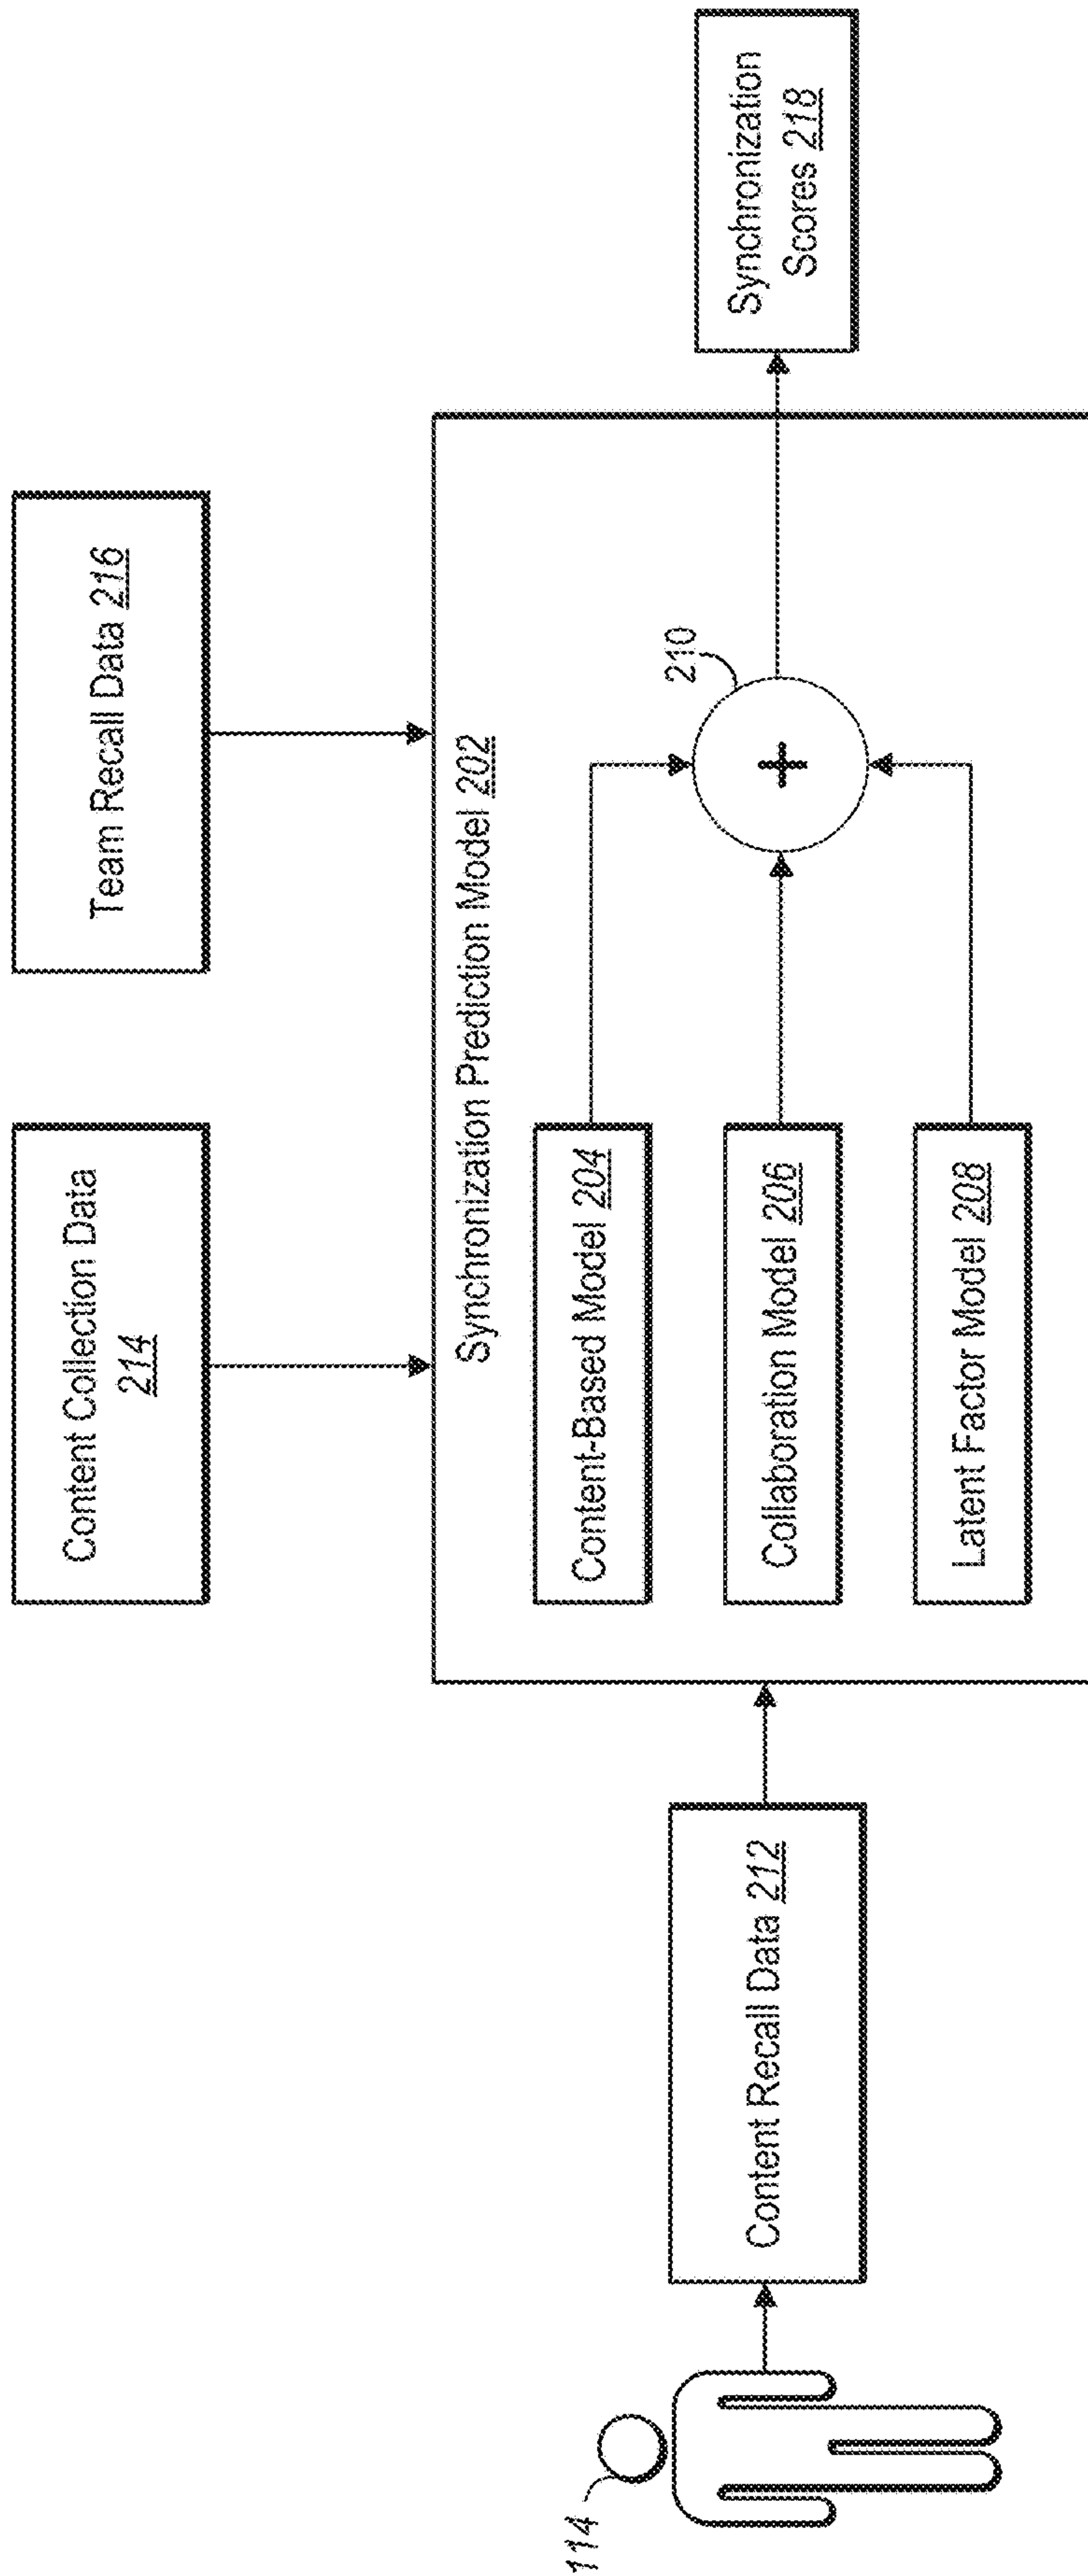 Content Collection Data
214
Team Recall Data 216
Synchronization Prediction Model 202
114
Content Recall Data 212
Content-Based Model 204
Collaboration Model 206
Latent Factor Model 208
210
+
Synchronization
Scores 218